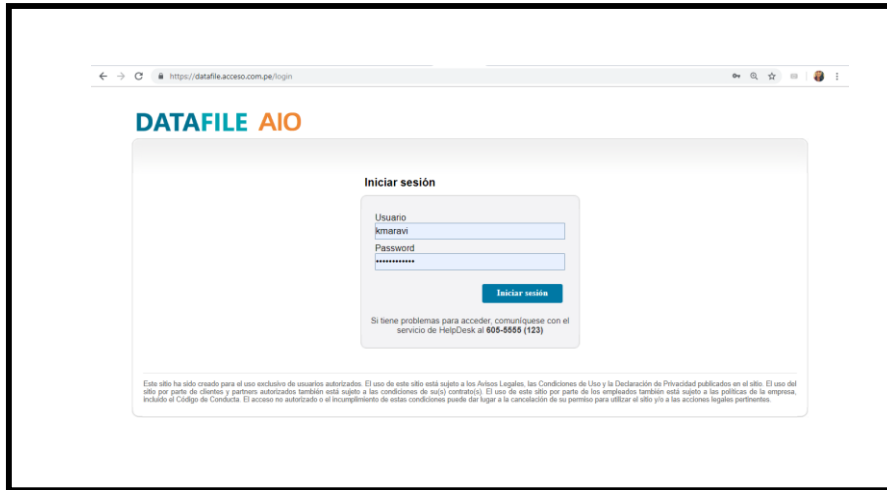 https://datafile.acceso.com.pe/login
DATAFILE AIO
Iniciar sesión
Usuario
kmaravi
Password
••••••••••••
Iniciar sesión
Si tiene problemas para acceder, comuníquese con el
servicio de HelpDesk al 605-5555 (123)
Este sitio ha sido creado para el uso exclusivo de usuarios autorizados. El uso de este sitio está sujeto a los Avisos Legales, las Condiciones de Uso y la Declaración de Privacidad publicados en el sitio. El uso del
sitio por parte de clientes y partners autorizados también está sujeto a las condiciones de su(s) contrato(s). El uso de este sitio por parte de los empleados también está sujeto a las políticas de la empresa,
incluido el Código de Conducta. El acceso no autorizado o el incumplimiento de estas condiciones puede dar lugar a la cancelación de su permiso para utilizar el sitio y/o a las acciones legales pertinentes.